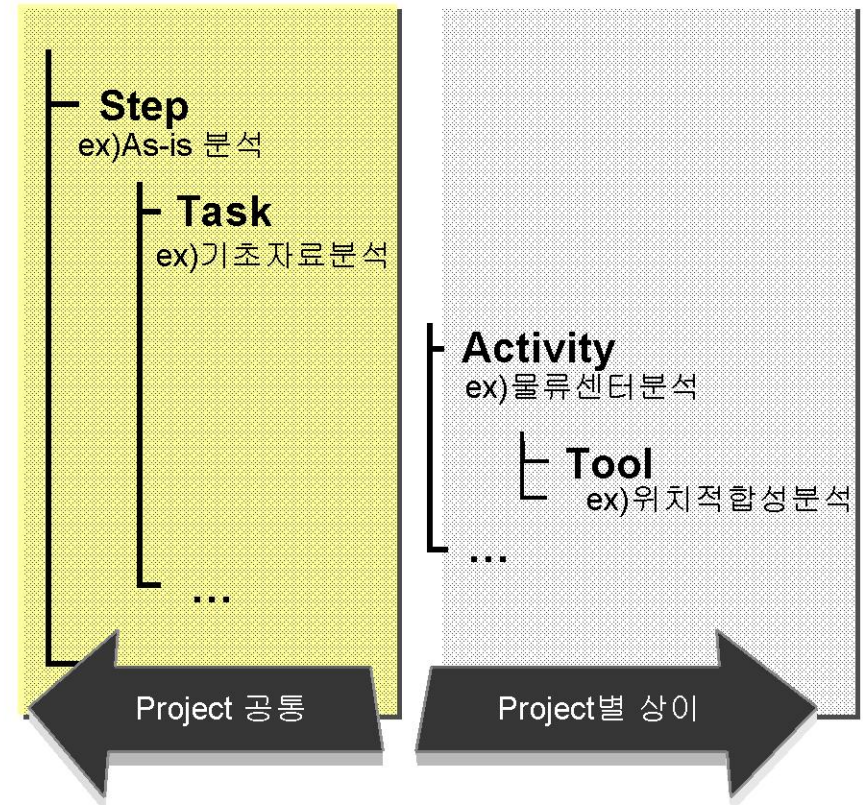 Step
ex)As-is 분석
Task
ex)기초자료분석
...
Activity
ex)물류센터분석
Tool
ex)위치적합성분석
...
Project 공통
Project별 상이